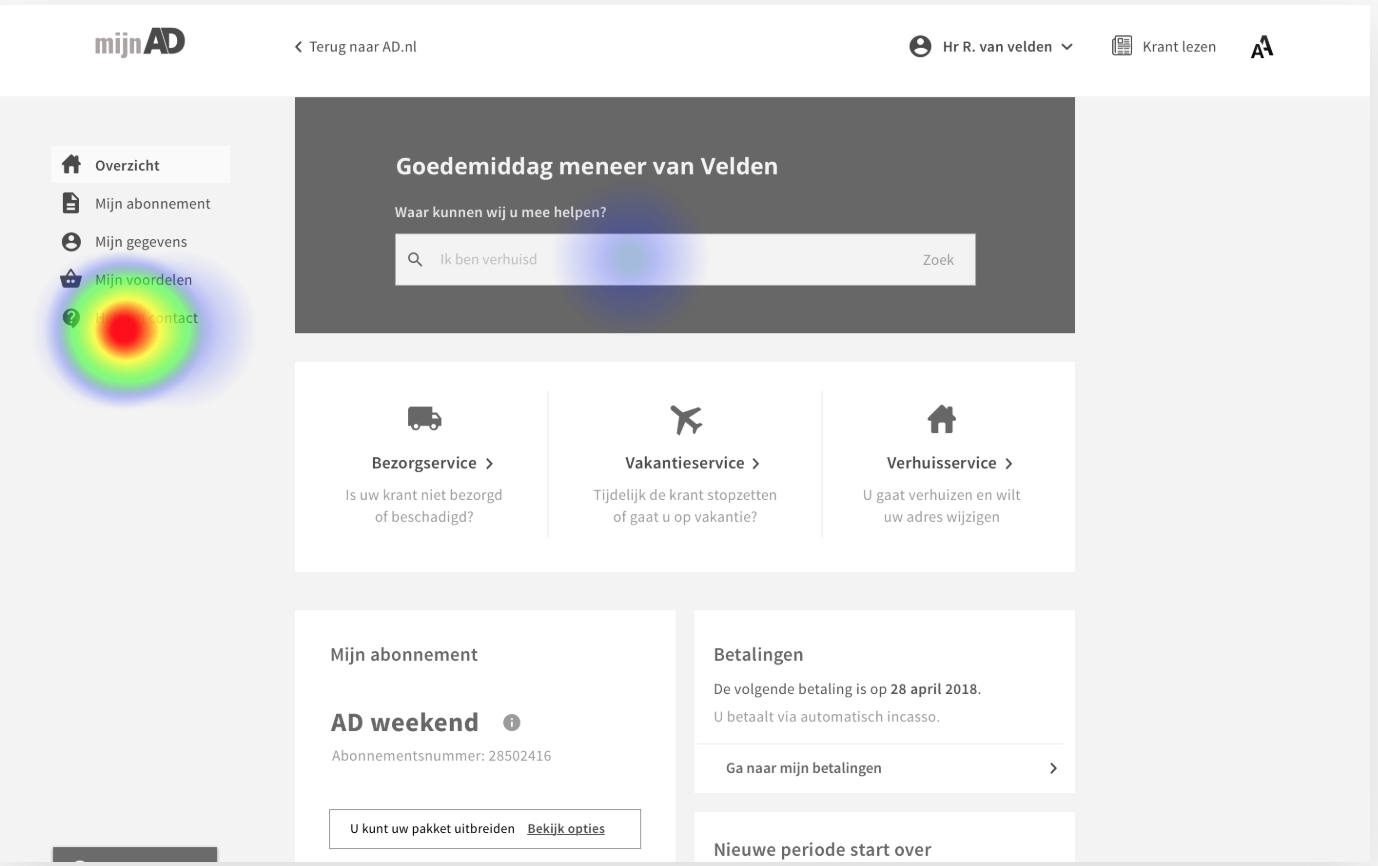 mijnAD
Terug naar AD.nl
Hr R. van velden
Krant lezen
AA
Overzicht
Mijn abonnement
Mijn gegevens
Mijn voordelen
contact
Goedemiddag meneer van Velden
Waar kunnen wij u mee helpen?
Ik ben verhuisd
Zoek
Bezorgservice
Is uw krant niet bezorgd
of beschadigd?
Vakantieservice
Tijdelijk de krant stopzetten
of gaat u op vakantie?
Verhuisservice
U gaat verhuizen en wilt
uw adres wijzigen
Mijn abonnement
AD weekend
Abonnementsnummer: 28502416
U kunt uw pakket uitbreiden Bekijk opties
Betalingen
De volgende betaling is op 28 april 2018.
U betaalt via automatisch incasso.
Ga naar mijn betalingen
Nieuwe periode start over